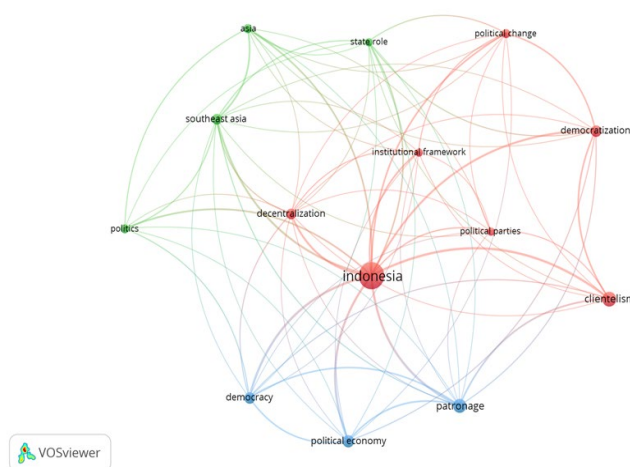 asia
state role
political change
southeast asia
democratization
institutional framework
decentralization
politics
political parties
indonesia
clientelism
democracy
patronage
political economy
VOSviewer